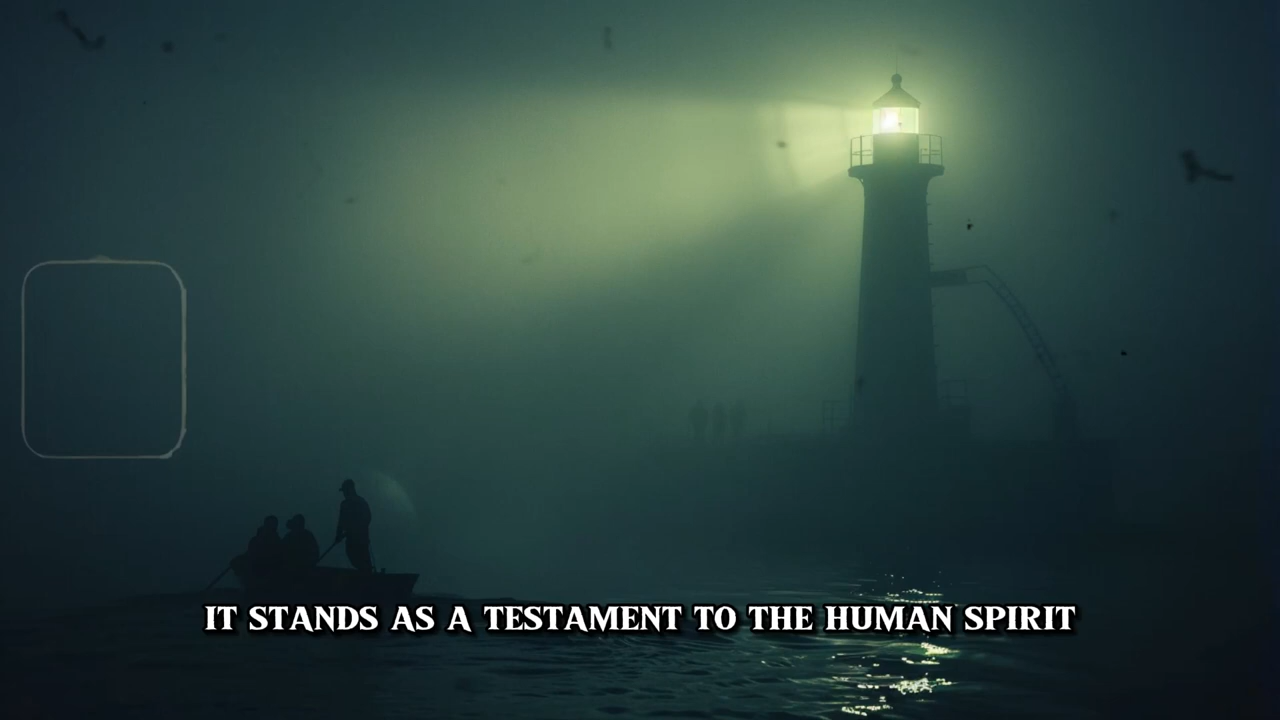 IT STANDS AS A TESTAMENT TO THE HUMAN SPIRIT